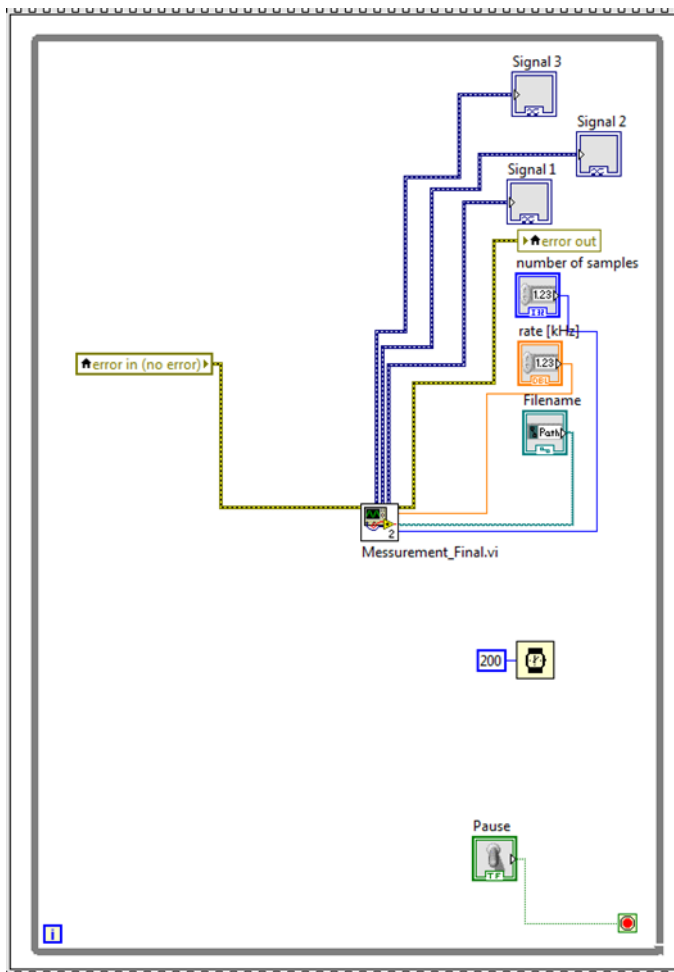 Signal 3
Signal 2
Signal 1
error out
number of samples
1.23
rate [kHz]
1.23
DBL
error in (no error)
Filename
Path
2
Messurement_Final.vi
200
Pause
TF
i